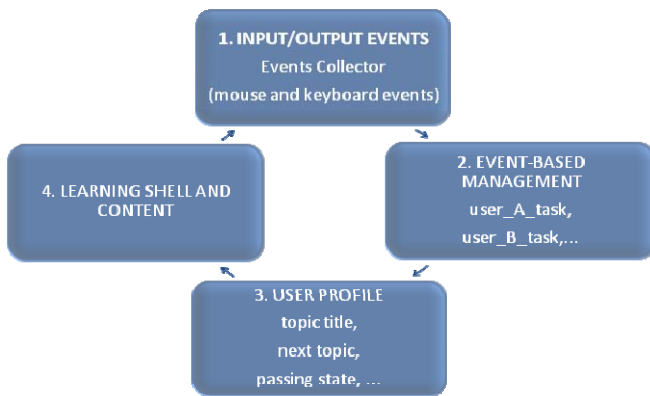 1. INPUT/OUTPUT EVENTS
Events Collector
(mouse and keyboard events)
2. EVENT-BASED
MANAGEMENT
user_A_task,
user_B_task,...
4. LEARNING SHELL AND
CONTENT
3. USER PROFILE
topic title,
next topic,
passing state, ...